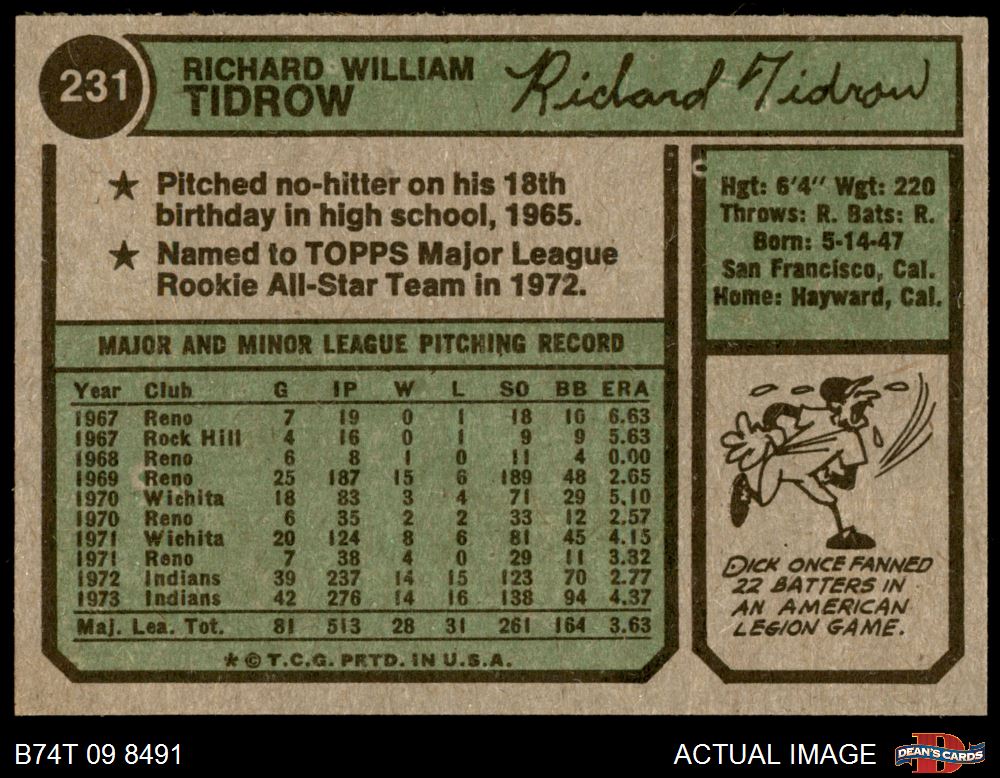 231
RICHARD WILLIAM
TIDROW
Richard Tidrow
★ Pitched no-hitter on his 18th
birthday in high school, 1965.
★ Named to TOPPS Major League
Rookie All-Star Team in 1972.
Hgt: 6'4" Wgt: 220
Throws: R. Bats: R.
Born: 5-14-47
San Francisco, Cal.
Home: Hayward, Cal.
MAJOR AND MINOR LEAGUE PITCHING RECORD
Year Club G IP W L SO BB ERA
1967 Reno 7 19 0 1 18 10 6.63
1967 Rock Hill 4 16 0 1 9 9 5.63
1968 Reno 6 8 1 0 11 4 0.00
1969 Reno 25 187 15 6 189 48 2.65
1970 Wichita 18 83 3 4 71 29 5.10
1970 Reno 6 35 2 2 33 12 2.57
1971 Wichita 20 124 8 6 81 45 4.15
1971 Reno 7 38 4 0 29 11 3.32
1972 Indians 39 237 14 15 123 70 2.77
1973 Indians 42 276 14 16 138 94 4.37
Maj. Lea. Tot. 81 513 28 31 261 164 3.63
★ © T.C.G. PRTD. IN U.S.A.
DICK ONCE FANNED
22 BATTERS IN
AN AMERICAN
LEGION GAME.
B74T 09 8491
ACTUAL IMAGE
D
DEAN'S CARDS